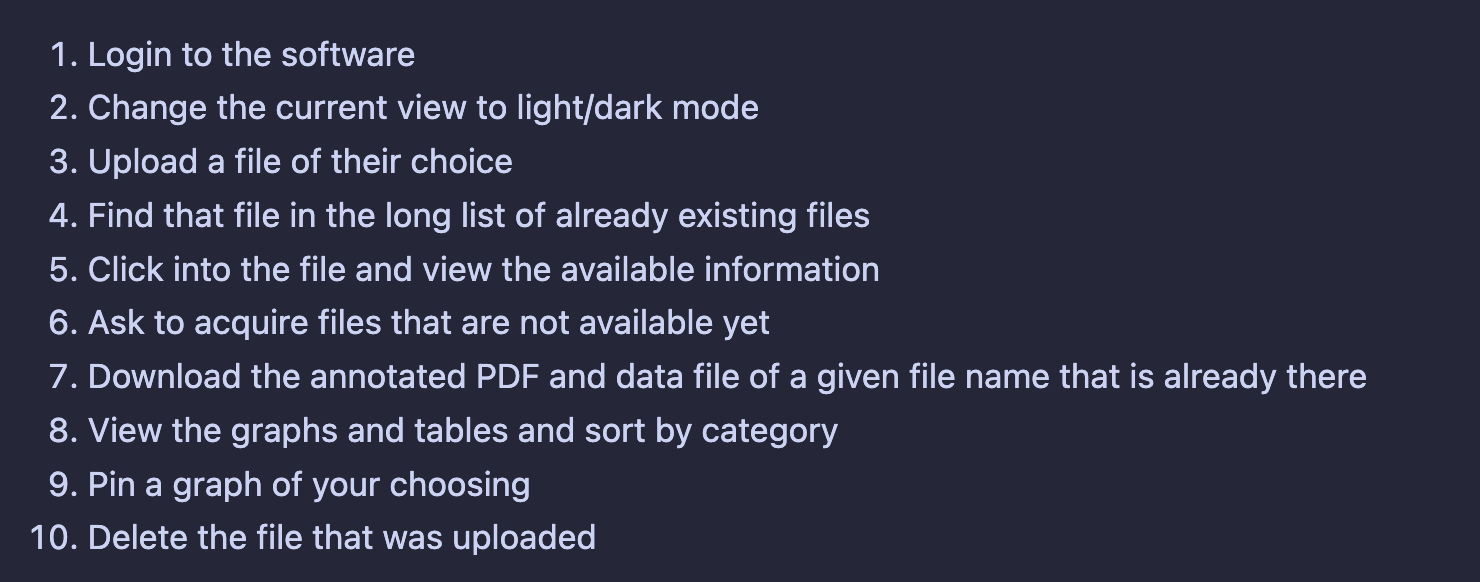 1. Login to the software
2. Change the current view to light/dark mode
3. Upload a file of their choice
4. Find that file in the long list of already existing files
5. Click into the file and view the available information
6. Ask to acquire files that are not available yet
7. Download the annotated PDF and data file of a given file name that is already there
8. View the graphs and tables and sort by category
9. Pin a graph of your choosing
10. Delete the file that was uploaded